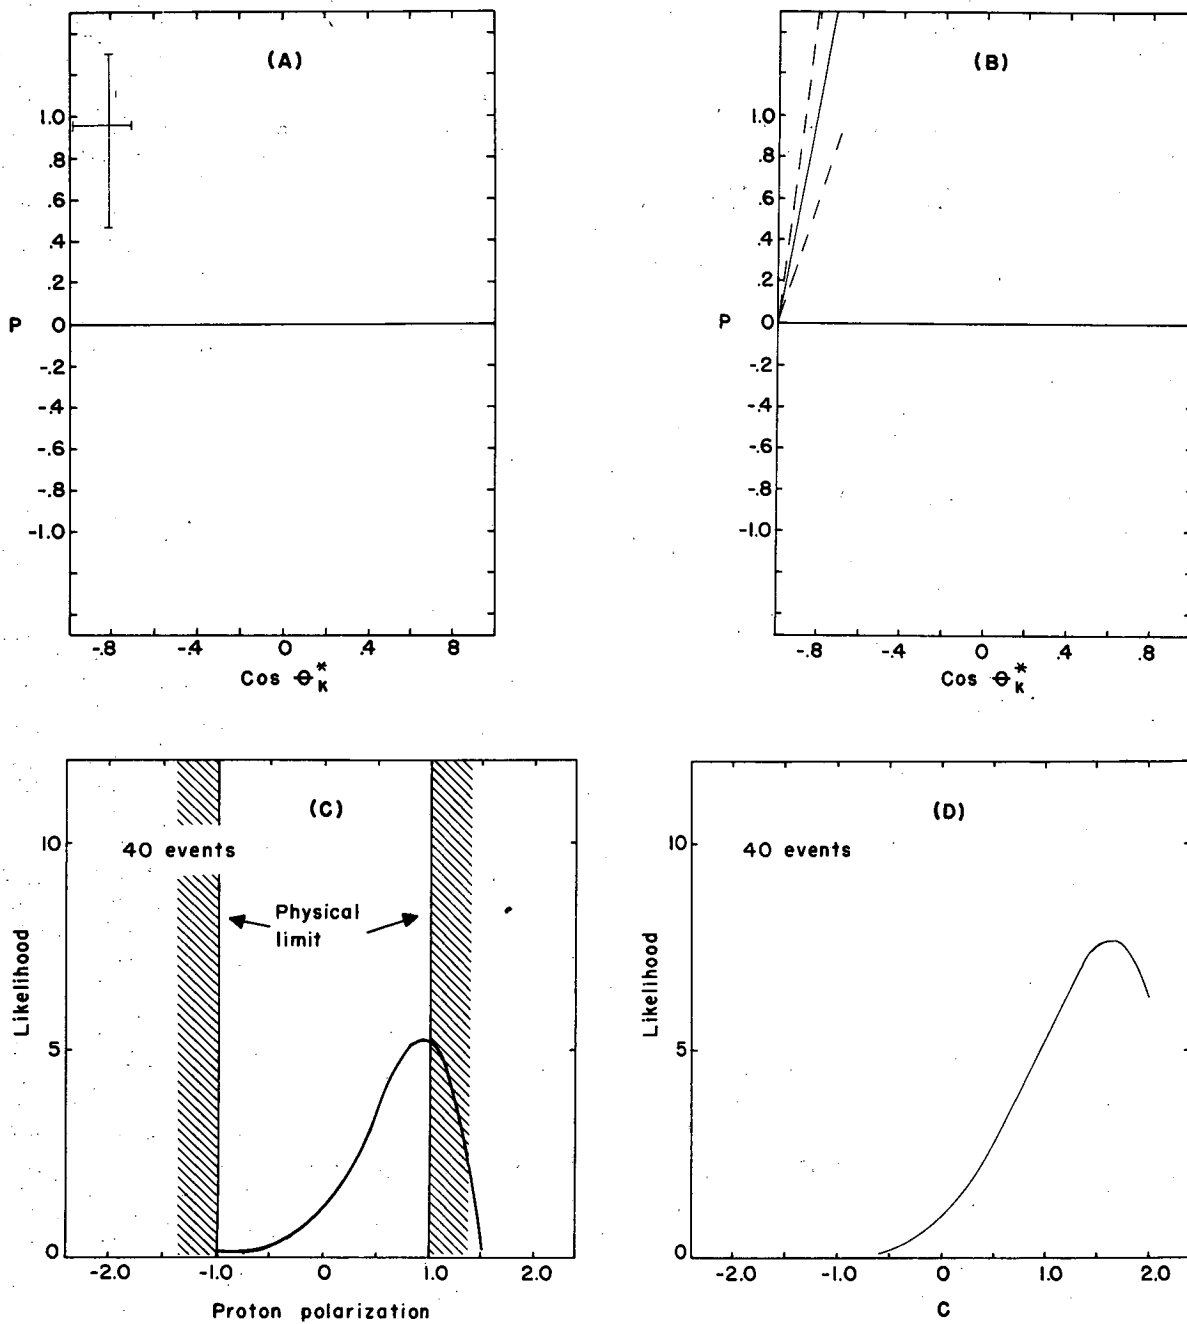 (A)
1.0
.8
.6
.4
.2
P 0
-.2
-.4
-.6
-.8
-1.0
-.8 -.4 0 .4 8
Cos Θ*K
(B)
1.0
.8
.6
.4
.2
P 0
-.2
-.4
-.6
-.8
-1.0
-.8 -.4 0 .4 .8
Cos Θ*K
(C)
40 events
Physical
limit
Likelihood
10
5
0
-2.0 -1.0 0 1.0 2.0
Proton polarization
(D)
40 events
Likelihood
10
5
0
-2.0 -1.0 0 1.0 2.0
C